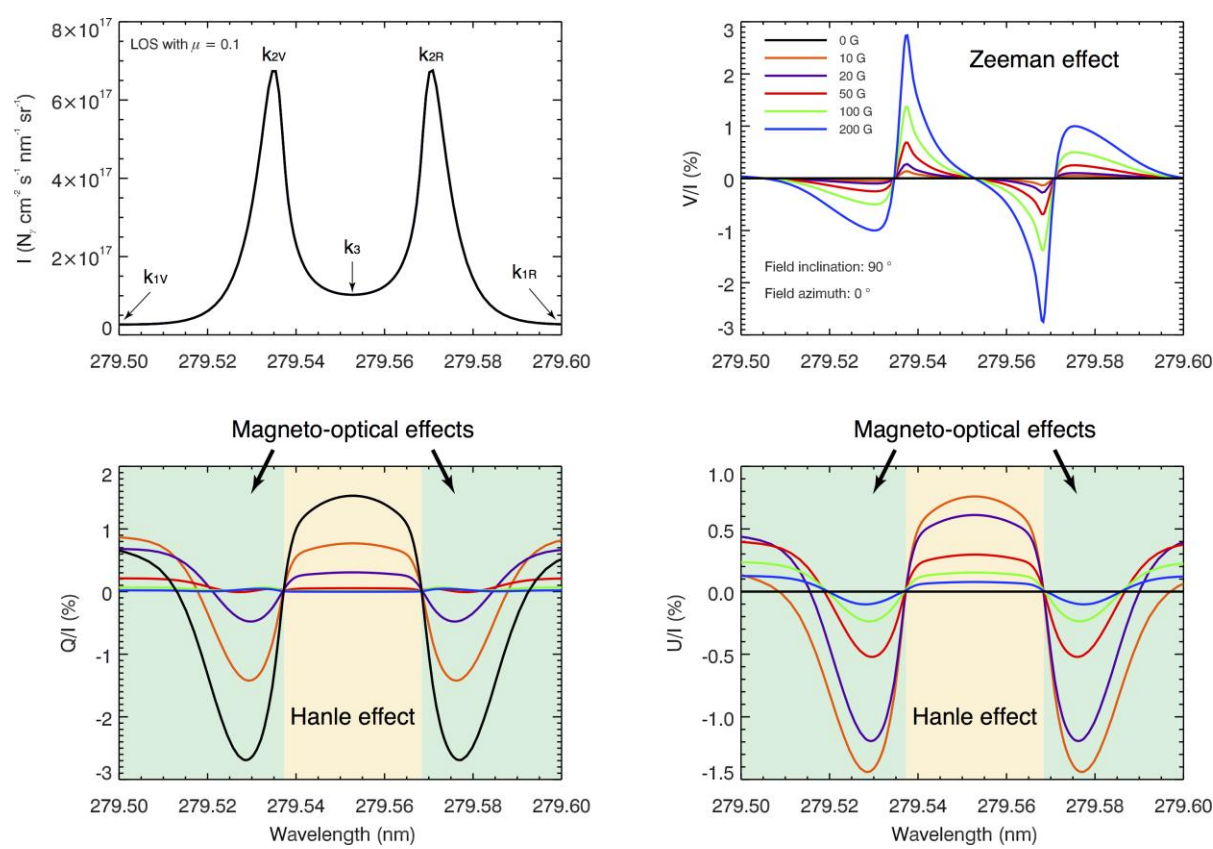 LOS with μ = 0.1
k2V
k2R
k3
k1V
k1R
I (Nγ cm⁻² s⁻¹ nm⁻¹ sr⁻¹)
8×10¹⁷
6×10¹⁷
4×10¹⁷
2×10¹⁷
0
279.50 279.52 279.54 279.56 279.58 279.60
0 G
10 G
20 G
50 G
100 G
200 G
Zeeman effect
V/I (%)
3
2
1
0
-1
-2
-3
Field inclination: 90 °
Field azimuth: 0 °
279.50 279.52 279.54 279.56 279.58 279.60
Magneto-optical effects
Q/I (%)
2
1
0
-1
-2
-3
Hanle effect
279.50 279.52 279.54 279.56 279.58 279.60
Wavelength (nm)
Magneto-optical effects
U/I (%)
1.0
0.5
0.0
-0.5
-1.0
-1.5
Hanle effect
279.50 279.52 279.54 279.56 279.58 279.60
Wavelength (nm)